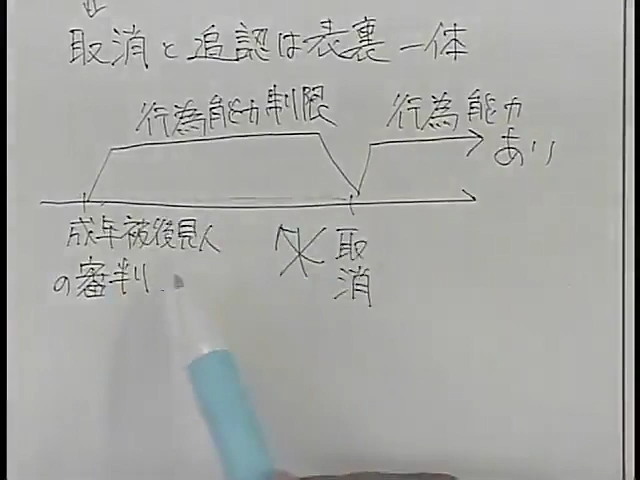 取消と追認は表裏一体
行為能力制限
行為能力
あり
成年被後見人
の審判
取
消